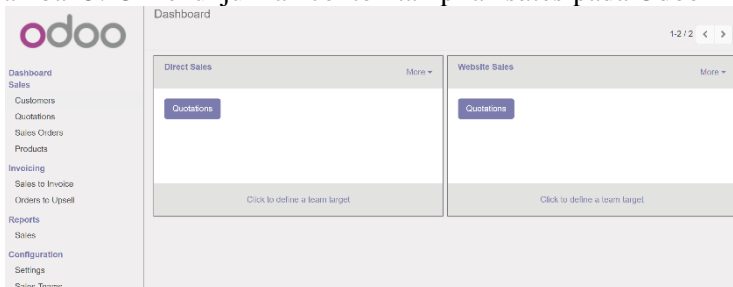 odoo
Dashboard
Sales
Customers
Quotations
Sales Orders
Products
Invoicing
Sales to Invoice
Orders to Upsell
Reports
Sales
Configuration
Settings
Sales Teams
Dashboard
1-2 / 2
Direct Sales
More
Quotations
Click to define a team target
Website Sales
More
Quotations
Click to define a team target